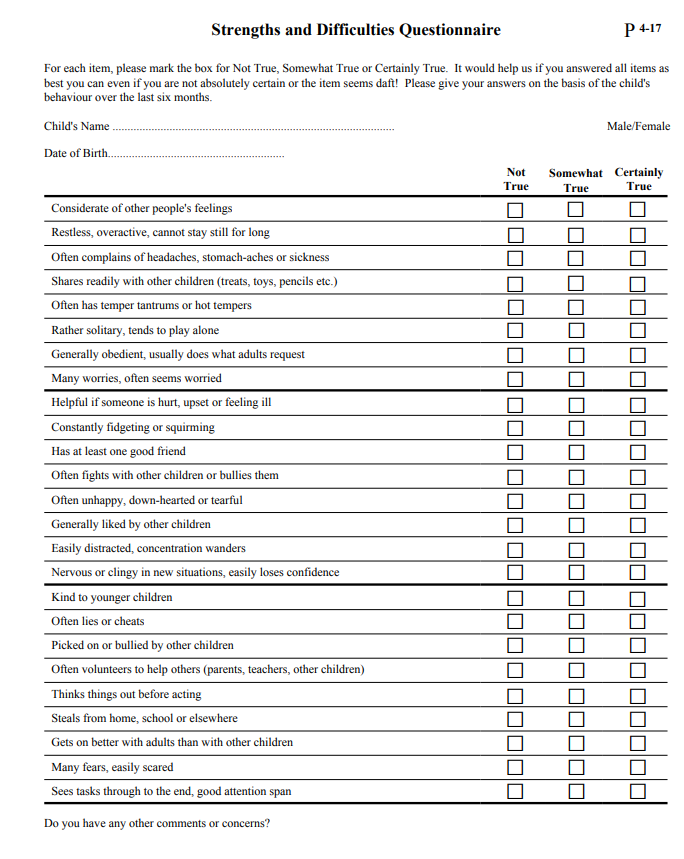 Strengths and Difficulties Questionnaire
P 4-17
For each item, please mark the box for Not True, Somewhat True or Certainly True.  It would help us if you answered all items as
best you can even if you are not absolutely certain or the item seems daft!  Please give your answers on the basis of the child's
behaviour over the last six months.
Child's Name ..............................................................................................
Male/Female
Date of Birth...........................................................
Not True
Somewhat True
Certainly True
Considerate of other people's feelings
Restless, overactive, cannot stay still for long
Often complains of headaches, stomach-aches or sickness
Shares readily with other children (treats, toys, pencils etc.)
Often has temper tantrums or hot tempers
Rather solitary, tends to play alone
Generally obedient, usually does what adults request
Many worries, often seems worried
Helpful if someone is hurt, upset or feeling ill
Constantly fidgeting or squirming
Has at least one good friend
Often fights with other children or bullies them
Often unhappy, down-hearted or tearful
Generally liked by other children
Easily distracted, concentration wanders
Nervous or clingy in new situations, easily loses confidence
Kind to younger children
Often lies or cheats
Picked on or bullied by other children
Often volunteers to help others (parents, teachers, other children)
Thinks things out before acting
Steals from home, school or elsewhere
Gets on better with adults than with other children
Many fears, easily scared
Sees tasks through to the end, good attention span
Do you have any other comments or concerns?